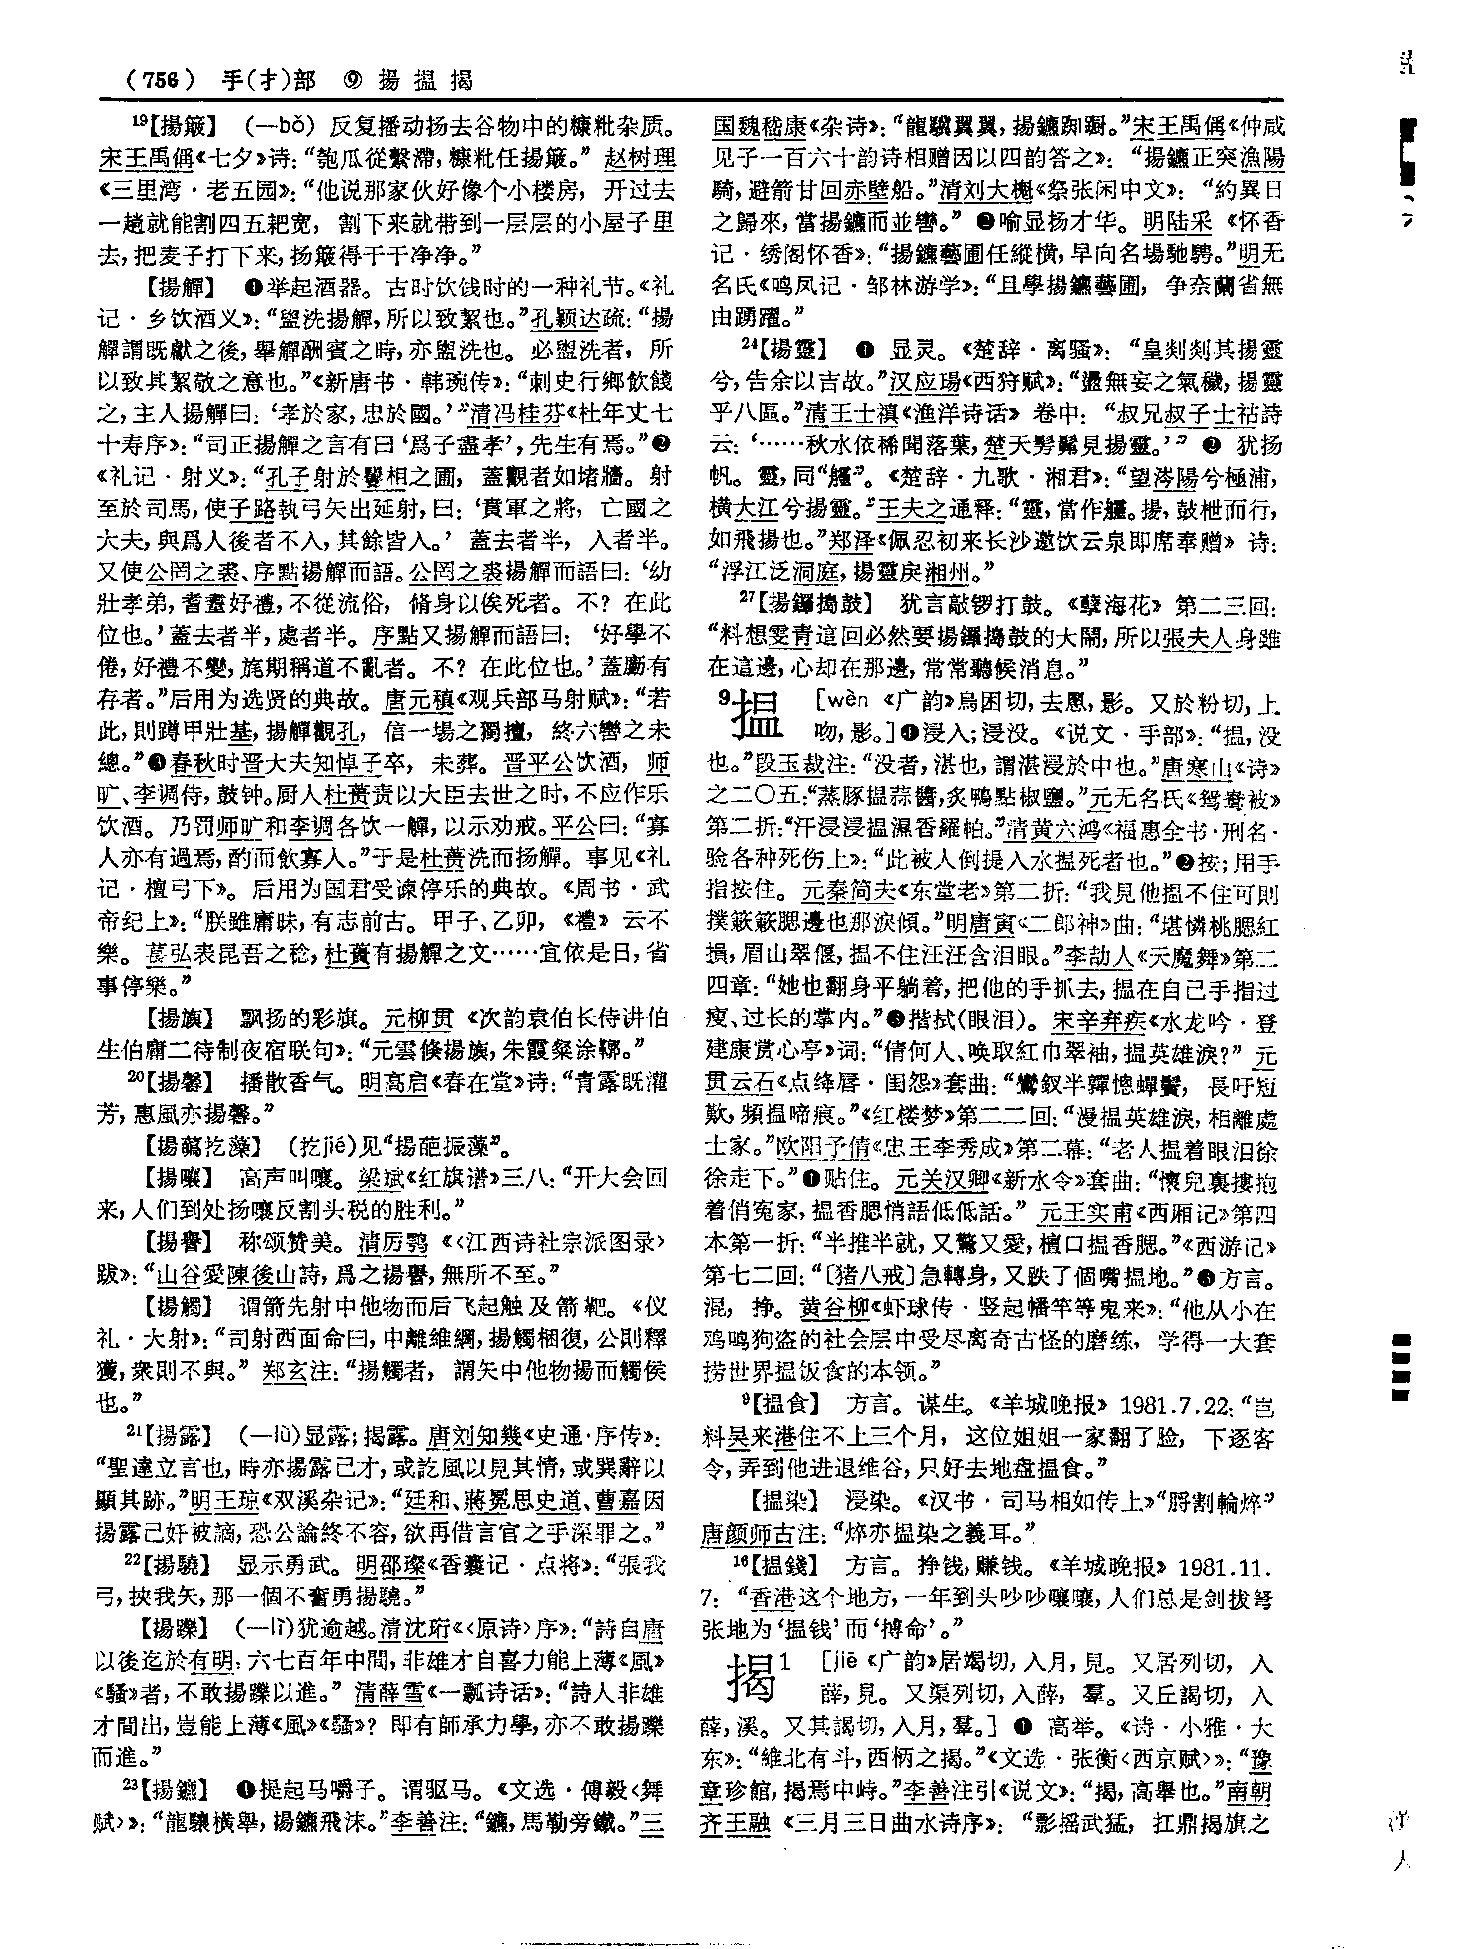 （756） 手(扌)部 ⑨ 揚 揾 揭
19【揚簸】 (—bǒ) 反复播动扬去谷物中的糠秕杂质。
宋王禹偁《七夕》诗：“匏瓜從繫滯，糠秕任揚簸。” 赵树理
《三里湾·老五园》：“他说那家伙好像个小楼房， 开过去
一趟就能割四五耙宽， 割下来就带到一层层的小屋子里
去，把麦子打下来，扬簸得干干净净。”
【揚觶】 ❶举起酒器。古时饮饯时的一种礼节。《礼
记·乡饮酒义》：“盥洗揚觶，所以致絜也。”孔颖达疏：“揚
觶謂既獻之後，舉觶酬賓之時，亦盥洗也。必盥洗者， 所
以致其絜敬之意也。”《新唐书·韩琬传》：“刺史行鄉飲餞
之，主人揚觶曰：‘孝於家，忠於國。’”清冯桂芬《杜年丈七
十寿序》：“司正揚觶之言有曰‘爲子盡孝’，先生有焉。”❷
《礼记·射义》：“孔子射於矍相之圃， 蓋觀者如堵牆。射
至於司馬，使子路執弓矢出延射，曰：‘賁軍之將， 亡國之
大夫，與爲人後者不入，其餘皆入。’ 蓋去者半， 入者半。
又使公罔之裘、序點揚觶而語。公罔之裘揚觶而語曰：‘幼
壯孝弟，耆耋好禮，不從流俗， 脩身以俟死者。不？在此
位也。’蓋去者半，處者半。序點又揚觶而語曰： ‘好學不
倦，好禮不變，旄期稱道不亂者。不？在此位也。’蓋㔹有
存者。”后用为选贤的典故。唐元稹《观兵部马射赋》：“若
此，則蹲甲壯基，揚觶觀孔， 信一場之獨擅， 終六轡之未
總。”❸春秋时晋大夫知悼子卒， 未葬。晋平公饮酒， 师
旷、李调侍，鼓钟。厨人杜蒉责以大臣去世之时，不应作乐
饮酒。乃罚师旷和李调各饮一觶，以示劝戒。平公曰：“寡
人亦有過焉，酌而飲寡人。”于是杜蒉洗而扬觶。事见《礼
记·檀弓下》。后用为国君受谏停乐的典故。《周书·武
帝纪上》：“朕雖庸昧，有志前古。甲子、乙卯， 《禮》云不
樂。萇弘表昆吾之稔，杜蕢有揚觶之文……宜依是日，省
事停樂。”
【揚旟】 飘扬的彩旗。元柳贯《次韵袁伯长侍讲伯
生伯庸二待制夜宿联句》：“元雲倏揚旟，朱霞粲涂鞹。”
20【揚馨】 播散香气。明高启《春在堂》诗：“青露既灌
芳，惠風亦揚馨。”
【揚蘤㧉藻】 (㧉jié)见“揚葩振藻”。
【揚嚷】 高声叫嚷。梁斌《红旗谱》三八：“开大会回
来，人们到处扬嚷反割头税的胜利。”
【揚譽】 称颂赞美。清厉鹗《〈江西诗社宗派图录〉
跋》：“山谷愛陳後山詩，爲之揚譽，無所不至。”
【揚觸】 谓箭先射中他物而后飞起触及箭靶。《仪
礼·大射》：“司射西面命曰，中離維綱，揚觸梱復，公則釋
獲，衆則不與。” 郑玄注：“揚觸者， 謂矢中他物揚而觸侯
也。”
21【揚露】 (—lù)显露；揭露。唐刘知幾《史通·序传》：
“聖達立言也，時亦揚露己才，或託風以見其情，或巽辭以
顯其跡。”明王琼《双溪杂记》：“廷和、蔣冕思史道、曹嘉因
揚露己奸被謫，恐公論終不容，欲再借言官之手深罪之。”
22【揚驍】 显示勇武。明邵璨《香囊记·点将》：“張我
弓，挾我矢，那一個不奮勇揚驍。”
【揚躒】 (—lì)犹逾越。清沈珩《〈原诗〉序》：“詩自唐
以後迄於有明：六七百年中間，非雄才自喜力能上薄《風》
《騷》者，不敢揚躒以進。” 清薛雪《一瓢诗话》：“詩人非雄
才間出，豈能上薄《風》《騷》？即有師承力學，亦不敢揚躒
而進。”
23【揚鑣】 ❶提起马嚼子。谓驱马。《文选·傅毅〈舞
赋〉》：“龍驤橫舉，揚鑣飛沫。”李善注：“鑣，馬勒旁鐵。”三
国魏嵇康《杂诗》：“龍驥翼翼，揚鑣踟躕。”宋王禹偁《仲咸
见子一百六十韵诗相赠因以四韵答之》： “揚鑣正突漁陽
騎，避箭甘回赤壁船。”清刘大櫆《祭张闲中文》： “約異日
之歸來，當揚鑣而並轡。” ❷喻显扬才华。明陆采《怀香
记·绣阁怀香》：“揚鑣藝圃任縱橫，早向名場馳騁。”明无
名氏《鸣凤记·邹林游学》：“且學揚鑣藝圃， 争奈蘭省無
由踴躍。”
24【揚靈】 ❶ 显灵。《楚辞·离骚》： “皇剡剡其揚靈
兮，告余以吉故。”汉应瑒《西狩赋》：“盪無妄之氣穢，揚靈
乎八區。”清王士禛《渔洋诗话》卷中： “叔兄叔子士祜詩
云：‘……秋水依稀聞落葉，楚天髣髴見揚靈。’” ❷ 犹扬
帆。靈，同“艫”。《楚辞·九歌·湘君》：“望涔陽兮極浦，
横大江兮揚靈。”王夫之通释：“靈，當作艫。揚，鼓枻而行，
如飛揚也。”郑泽《佩忍初来长沙邀饮云泉即席奉赠》诗：
“浮江泛洞庭，揚靈戾湘州。”
27【揚鑼搗鼓】 犹言敲锣打鼓。《孽海花》第二三回：
“料想雯青這回必然要揚鑼搗鼓的大鬧，所以張夫人身雖
在這邊，心却在那邊，常常聽候消息。”
9揾 [wèn 《广韵》烏困切，去慁，影。又於粉切，上
吻，影。]❶浸入；浸没。《说文·手部》：“揾，没
也。”段玉裁注：“没者，湛也，謂湛浸於中也。”唐寒山《诗》
之二〇五：“蒸豚揾蒜醬，炙鴨點椒鹽。”元无名氏《鸳鸯被》
第二折：“汗浸浸揾濕香羅帕。”清黄六鸿《福惠全书·刑名·
验各种死伤上》：“此被人倒提入水揾死者也。”❷按；用手
指按住。元秦简夫《东堂老》第二折：“我見他揾不住可則
撲簌簌腮邊也那淚傾。”明唐寅《二郎神》曲：“堪憐桃腮紅
損，眉山翠偃，揾不住汪汪含泪眼。”李劼人《天魔舞》第二
四章：“她也翻身平躺着，把他的手抓去，揾在自己手指过
瘦、过长的掌内。”❸揩拭(眼泪)。宋辛弃疾《水龙吟·登
建康赏心亭》词：“倩何人、唤取紅巾翠袖，揾英雄淚？”元
贯云石《点绛唇·闺怨》套曲：“鸞釵半軃憁蟬鬢， 長吁短
歎，頻揾啼痕。”《红楼梦》第二二回：“漫揾英雄淚，相離處
士家。”欧阳予倩《忠王李秀成》第二幕：“老人揾着眼泪徐
徐走下。”❹贴住。元关汉卿《新水令》套曲：“懷兒裏摟抱
着俏冤家，揾香腮悄語低低話。” 元王实甫《西厢记》第四
本第一折：“半推半就，又驚又愛，檀口揾香腮。”《西游记》
第七二回：“〔猪八戒〕急轉身，又跌了個嘴揾地。”❺方言。
混， 挣。黄谷柳《虾球传·竖起幡竿等鬼来》：“他从小在
鸡鸣狗盗的社会层中受尽离奇古怪的磨练， 学得一大套
捞世界揾饭食的本领。”
9【揾食】 方言。谋生。《羊城晚报》1981.7.22：“岂
料吴来港住不上三个月， 这位姐姐一家翻了脸， 下逐客
令，弄到他进退维谷，只好去地盘揾食。”
【揾染】 浸染。《汉书·司马相如传上》“脟割輪焠”
唐颜师古注：“焠亦揾染之義耳。”
16【揾錢】 方言。挣钱，赚钱。《羊城晚报》1981.11.
7： “香港这个地方，一年到头吵吵嚷嚷，人们总是剑拔弩
张地为‘揾钱’而‘搏命’。”
揭1 [jiē 《广韵》居竭切，入月，見。又居列切， 入
薛，見。又渠列切，入薛， 羣。又丘謁切， 入
薛，溪。又其謁切，入月，羣。] ❶ 高举。《诗·小雅·大
东》：“維北有斗，西柄之揭。”《文选·张衡〈西京赋〉》：“豫
章珍館，揭焉中峙。”李善注引《说文》：“揭，高舉也。”南朝
齐王融《三月三日曲水诗序》： “影摇武猛， 扛鼎揭旗之